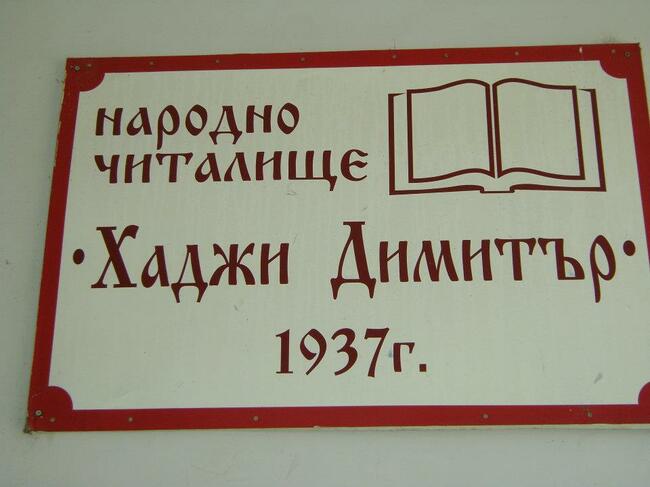 народно
читалище
·Хаджи Димитър·
1937г.